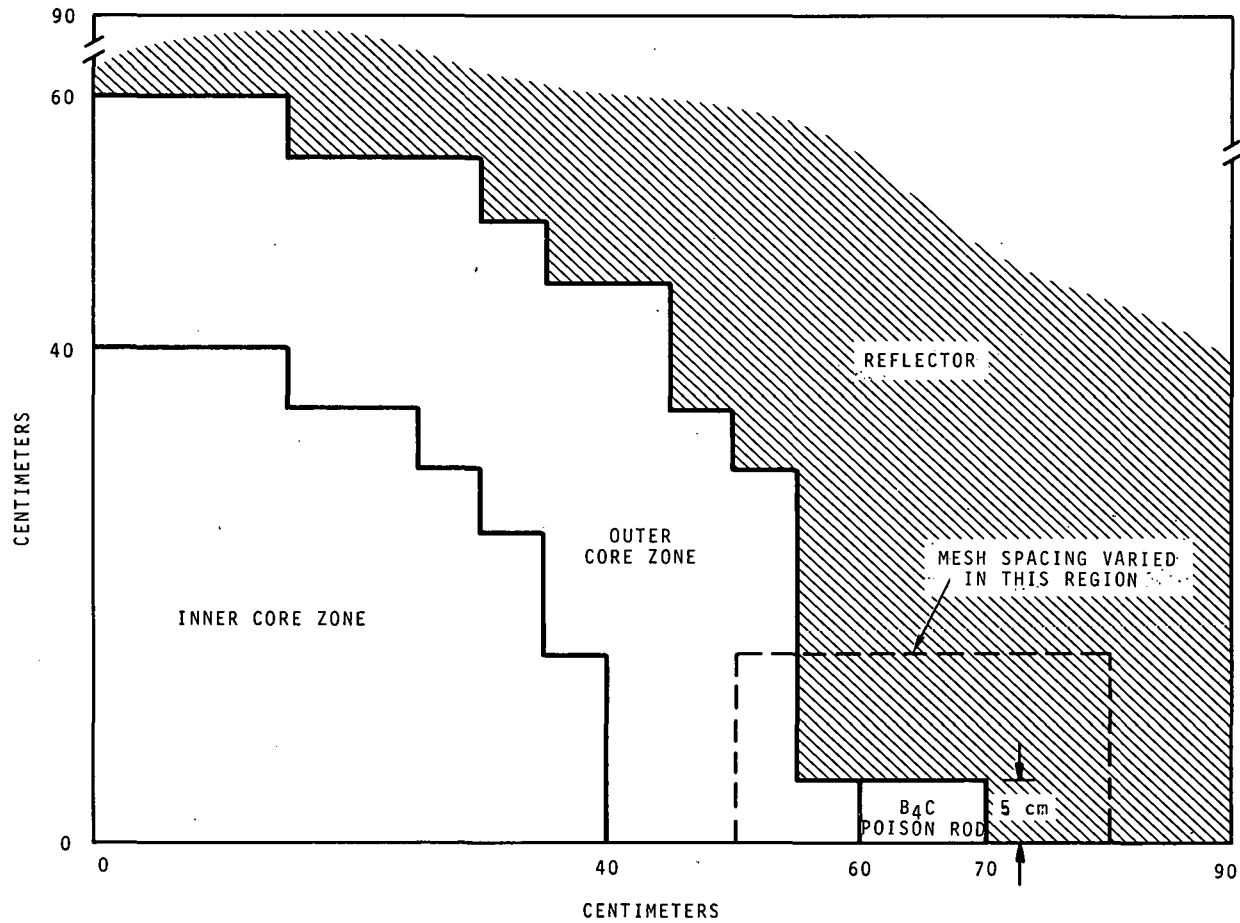 90
60
40
0
CENTIMETERS
REFLECTOR
MESH SPACING VARIED
IN THIS REGION
OUTER
CORE ZONE
INNER CORE ZONE
B4C
POISON ROD
5 cm
0
40
60
70
90
CENTIMETERS